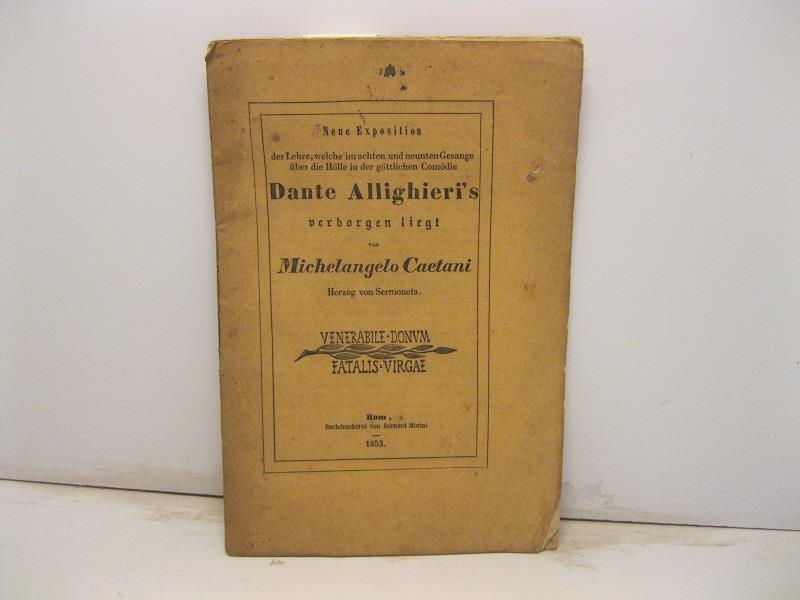 Neue Exposition
der Lehre, welche im achten und neunten Gesange
über die Hölle in der göttlichen Comödie
Dante Allighieri's
verborgen liegt
von
Michelangelo Caetani
Herzog von Sermoneta.
VENERABILE·DONVM
FATALIS·VIRGAE
Rom,
Buchdruckerei von Bernard Morini
1853.